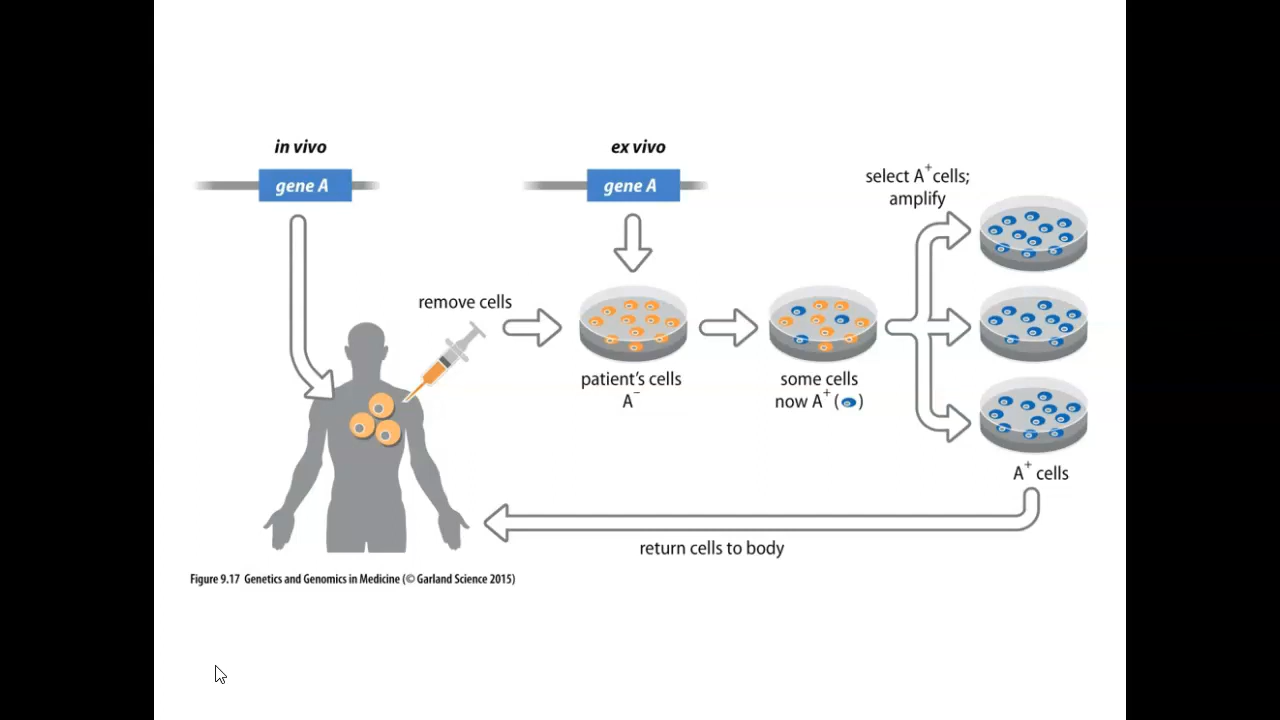 in vivo
gene A
ex vivo
gene A
select A⁺cells;
amplify
remove cells
patient's cells
A⁻
some cells
now A⁺ ( )
A⁺ cells
return cells to body
Figure 9.17 Genetics and Genomics in Medicine (© Garland Science 2015)